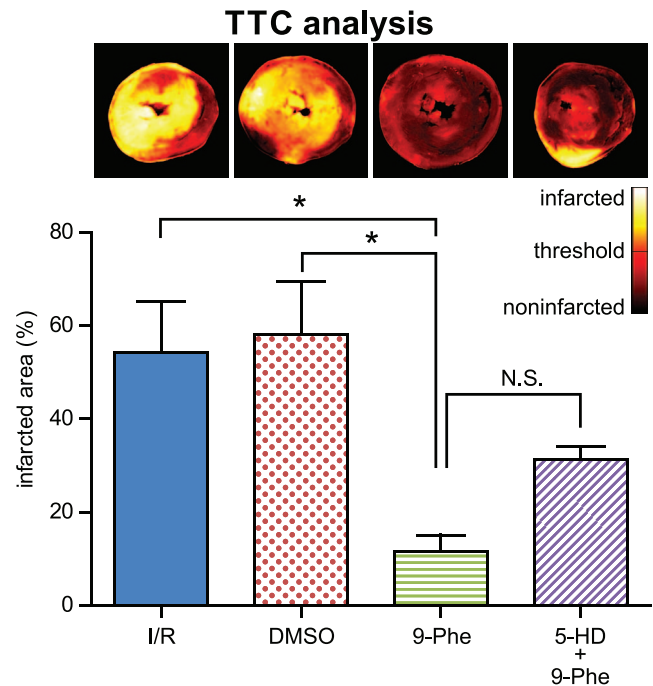 TTC analysis
infarcted
threshold
noninfarcted
*
*
N.S.
infarcted area (%)
80
60
40
20
0
I/R
DMSO
9-Phe
5-HD
+
9-Phe